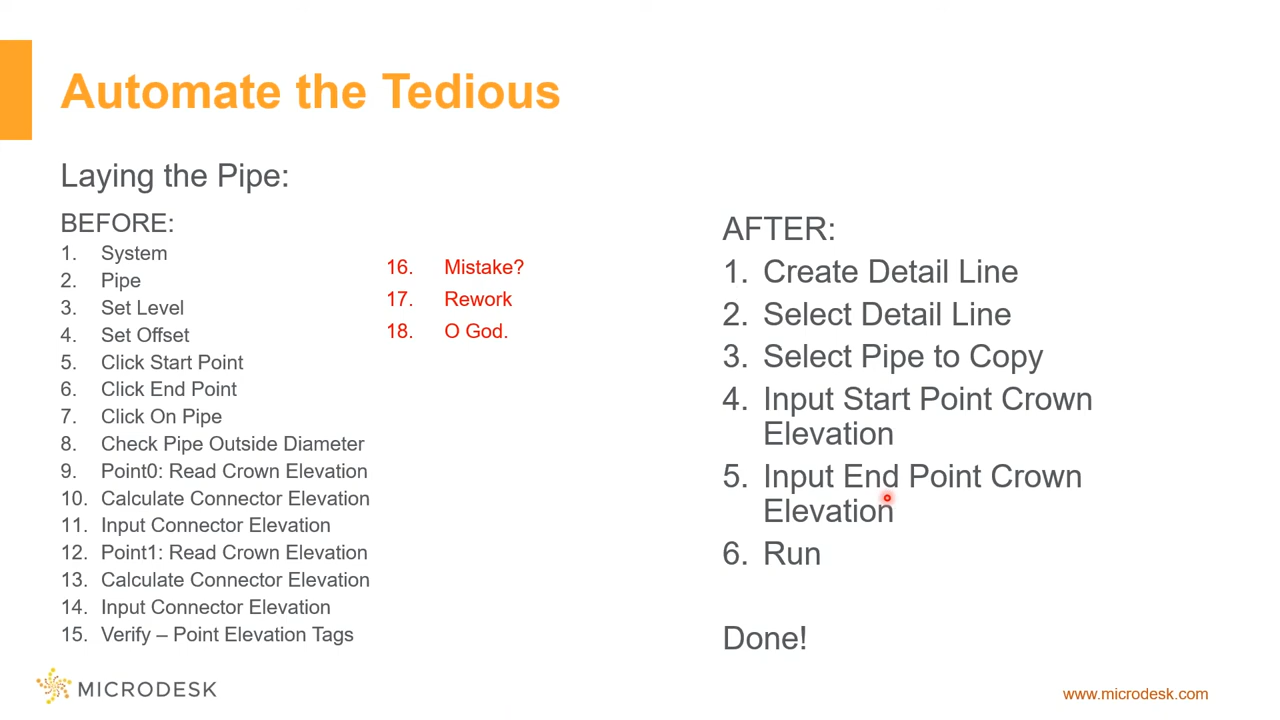 Automate the Tedious
Laying the Pipe:
BEFORE:
1. System
2. Pipe
3. Set Level
4. Set Offset
5. Click Start Point
6. Click End Point
7. Click On Pipe
8. Check Pipe Outside Diameter
9. Point0: Read Crown Elevation
10. Calculate Connector Elevation
11. Input Connector Elevation
12. Point1: Read Crown Elevation
13. Calculate Connector Elevation
14. Input Connector Elevation
15. Verify – Point Elevation Tags
16. Mistake?
17. Rework
18. O God.
AFTER:
1. Create Detail Line
2. Select Detail Line
3. Select Pipe to Copy
4. Input Start Point Crown
Elevation
5. Input End Point Crown
Elevation
6. Run
Done!
MICRODESK
www.microdesk.com